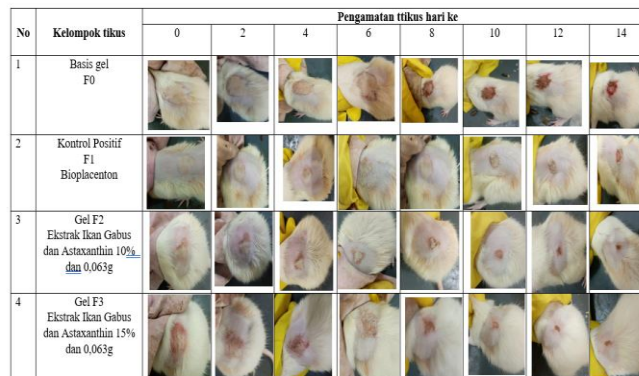 No Kelompok tikus Pengamatan ttikus hari ke
0 2 4 6 8 10 12 14
1 Basis gel
F0
2 Kontrol Positif
F1
Bioplacenton
3 Gel F2
Ekstrak Ikan Gabus
dan Astaxanthin 10%
dan 0,063g
4 Gel F3
Ekstrak Ikan Gabus
dan Astaxanthin 15%
dan 0,063g